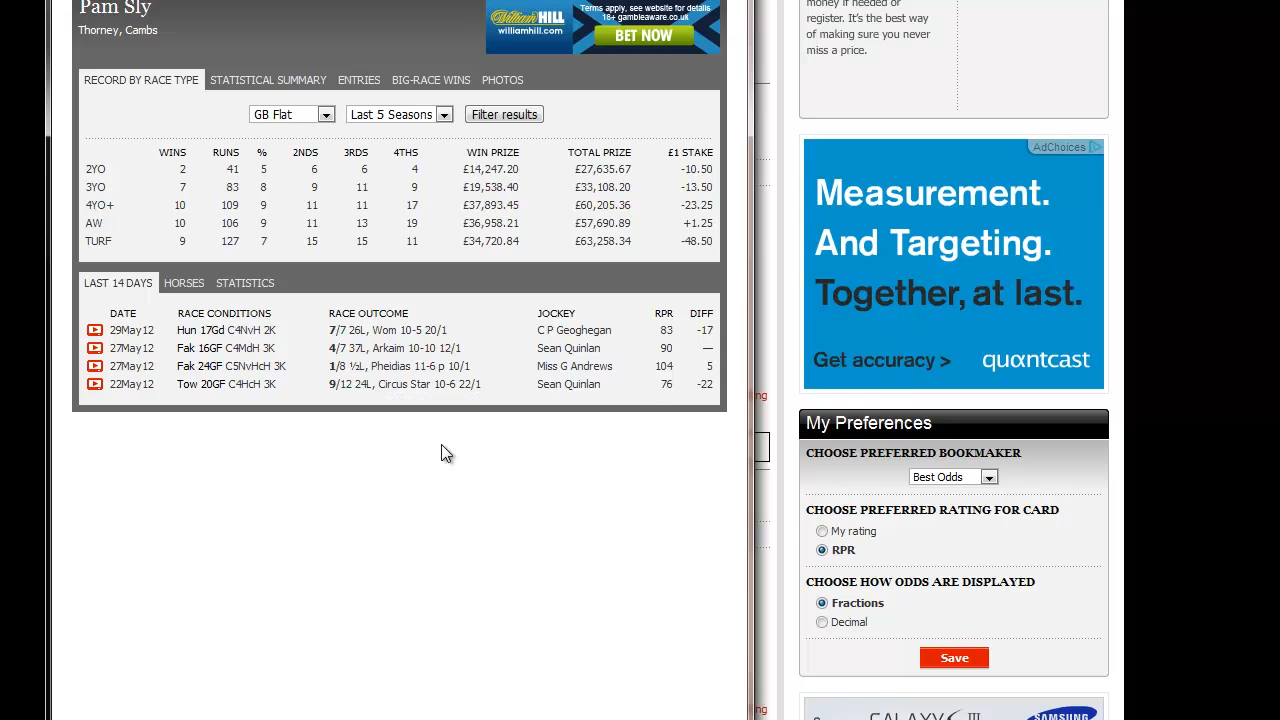 Pam Sly
Thorney, Cambs
William HILL
williamhill.com
Terms apply, see website for details
18+ gambleaware.co.uk
BET NOW
RECORD BY RACE TYPE STATISTICAL SUMMARY ENTRIES BIG-RACE WINS PHOTOS
GB Flat Last 5 Seasons Filter results
WINS RUNS % 2NDS 3RDS 4THS WIN PRIZE TOTAL PRIZE £1 STAKE
2YO 2 41 5 6 6 4 £14,247.20 £27,635.67 -10.50
3YO 7 83 8 9 11 9 £19,538.40 £33,108.20 -13.50
4YO+ 10 109 9 11 11 17 £37,893.45 £60,205.36 -23.25
AW 10 106 9 11 13 19 £36,958.21 £57,690.89 +1.25
TURF 9 127 7 15 15 11 £34,720.84 £63,258.34 -48.50
LAST 14 DAYS HORSES STATISTICS
DATE RACE CONDITIONS RACE OUTCOME JOCKEY RPR DIFF
29May12 Hun 17Gd C4NvH 2K 7/7 26L, Wom 10-5 20/1 C P Geoghegan 83 -17
27May12 Fak 16GF C4MdH 3K 4/7 37L, Arkaim 10-10 12/1 Sean Quinlan 90 —
27May12 Fak 24GF C5NvHcH 3K 1/8 ½L, Pheidias 11-6 p 10/1 Miss G Andrews 104 5
22May12 Tow 20GF C4HcH 3K 9/12 24L, Circus Star 10-6 22/1 Sean Quinlan 76 -22
ng
ng
money if needed or
register. It's the best way
of making sure you never
miss a price.
AdChoices
Measurement.
And Targeting.
Together, at last.
Get accuracy > quantcast
My Preferences
CHOOSE PREFERRED BOOKMAKER
Best Odds
CHOOSE PREFERRED RATING FOR CARD
My rating
RPR
CHOOSE HOW ODDS ARE DISPLAYED
Fractions
Decimal
Save
GALAXY S III
SAMSUNG